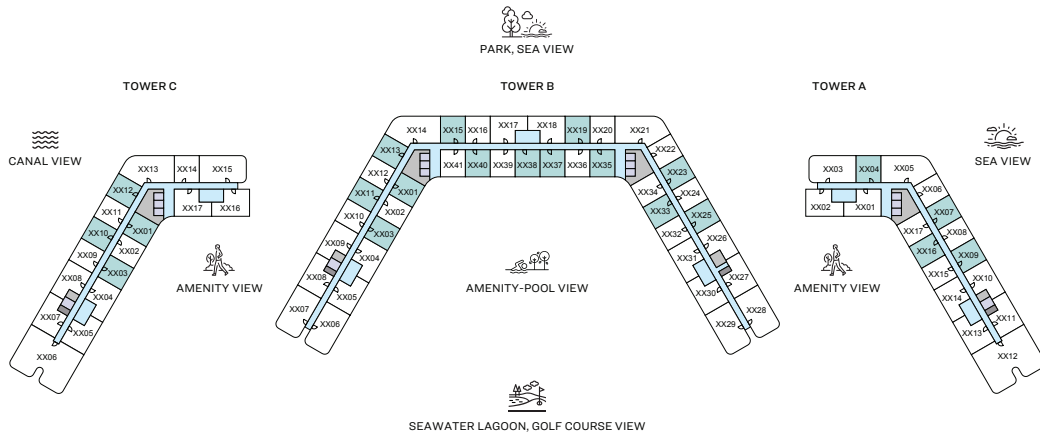 PARK, SEA VIEW
TOWER C
TOWER B
TOWER A
CANAL VIEW
SEA VIEW
XX13
XX14
XX15
XX12
XX11
XX10
XX09
XX08
XX07
XX06
XX17
XX16
XX01
XX02
XX03
XX04
XX05
AMENITY VIEW
XX14
XX15
XX16
XX17
XX18
XX19
XX20
XX21
XX13
XX12
XX11
XX10
XX09
XX08
XX07
XX06
XX05
XX04
XX03
XX02
XX01
XX41
XX40
XX39
XX38
XX37
XX36
XX35
XX22
XX23
XX24
XX25
XX26
XX27
XX28
XX34
XX33
XX32
XX31
XX30
XX29
AMENITY-POOL VIEW
XX03
XX04
XX05
XX02
XX01
XX06
XX07
XX08
XX09
XX10
XX11
XX12
XX17
XX16
XX15
XX14
XX13
AMENITY VIEW
SEAWATER LAGOON, GOLF COURSE VIEW